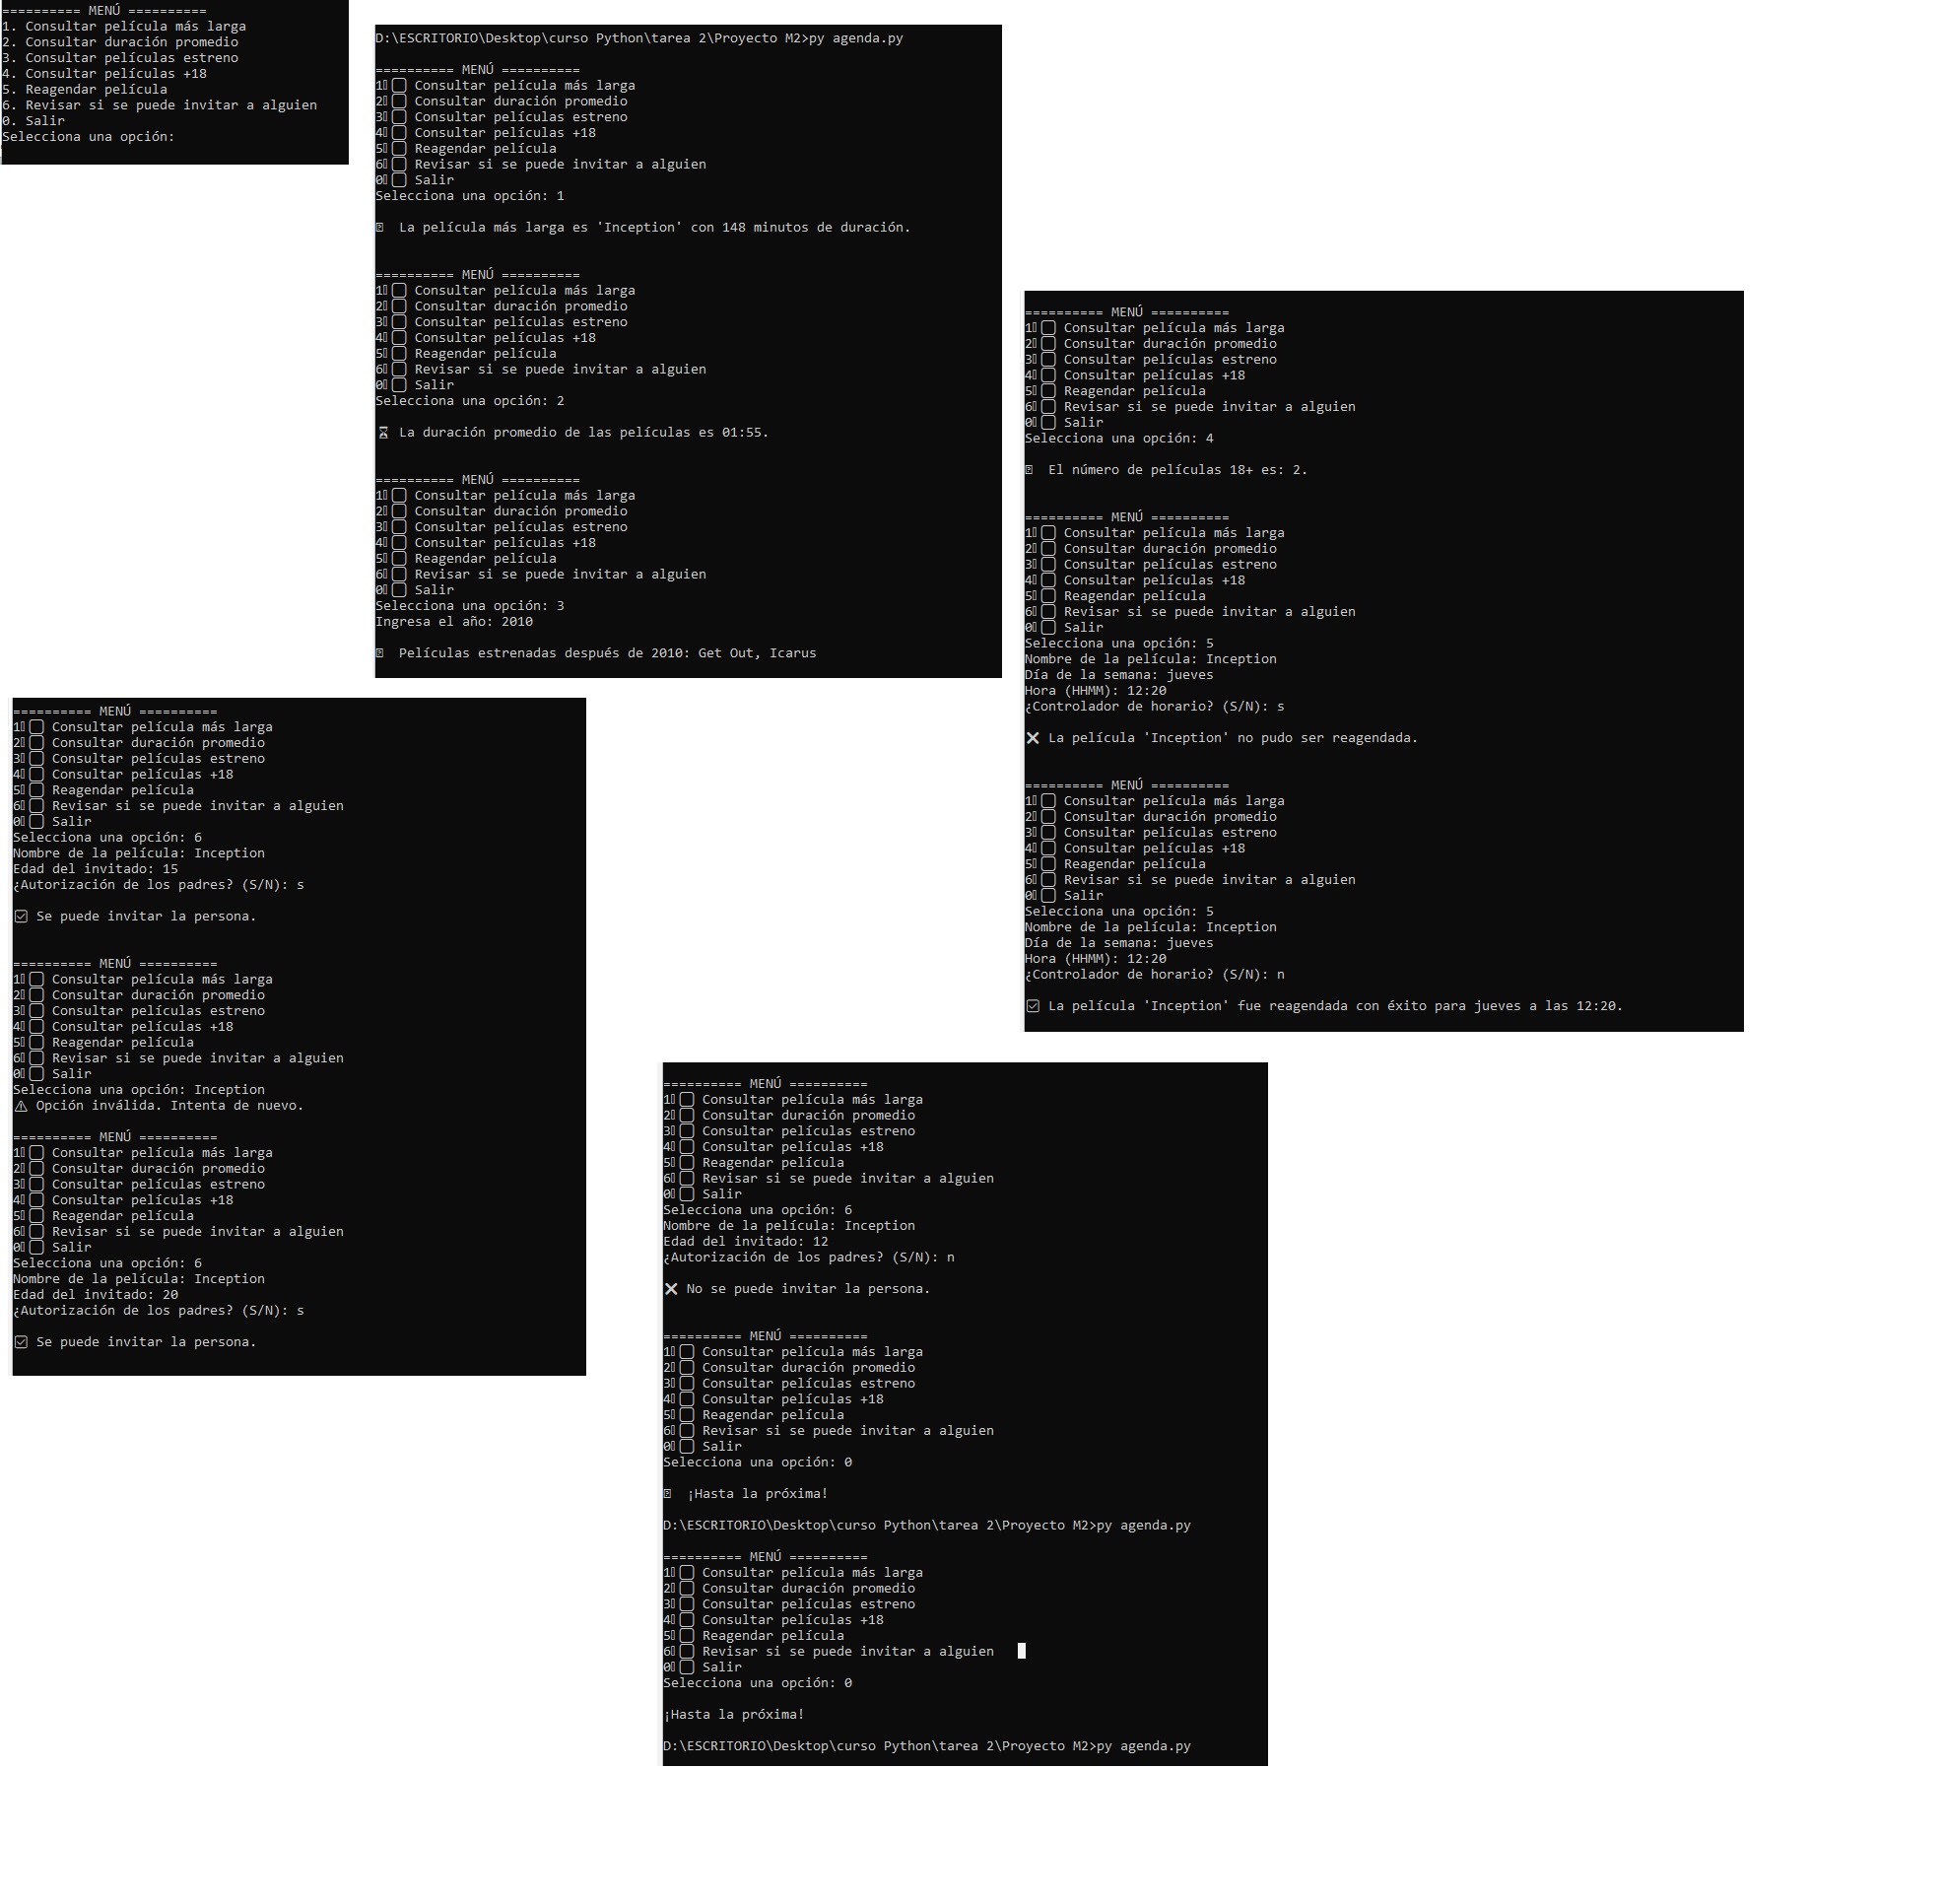 ========== MENÚ ==========
1. Consultar película más larga
2. Consultar duración promedio
3. Consultar películas estreno
4. Consultar películas +18
5. Reagendar película
6. Revisar si se puede invitar a alguien
0. Salir
Selecciona una opción:
D:\ESCRITORIO\Desktop\curso Python\tarea 2\Proyecto M2>py agenda.py
========== MENÚ ==========
1 Consultar película más larga
2 Consultar duración promedio
3 Consultar películas estreno
4 Consultar películas +18
5 Reagendar película
6 Revisar si se puede invitar a alguien
0 Salir
Selecciona una opción: 1
La película más larga es 'Inception' con 148 minutos de duración.
========== MENÚ ==========
1 Consultar película más larga
2 Consultar duración promedio
3 Consultar películas estreno
4 Consultar películas +18
5 Reagendar película
6 Revisar si se puede invitar a alguien
0 Salir
Selecciona una opción: 2
⌛ La duración promedio de las películas es 01:55.
========== MENÚ ==========
1 Consultar película más larga
2 Consultar duración promedio
3 Consultar películas estreno
4 Consultar películas +18
5 Reagendar película
6 Revisar si se puede invitar a alguien
0 Salir
Selecciona una opción: 3
Ingresa el año: 2010
Películas estrenadas después de 2010: Get Out, Icarus
========== MENÚ ==========
1 Consultar película más larga
2 Consultar duración promedio
3 Consultar películas estreno
4 Consultar películas +18
5 Reagendar película
6 Revisar si se puede invitar a alguien
0 Salir
Selecciona una opción: 4
El número de películas 18+ es: 2.
========== MENÚ ==========
1 Consultar película más larga
2 Consultar duración promedio
3 Consultar películas estreno
4 Consultar películas +18
5 Reagendar película
6 Revisar si se puede invitar a alguien
0 Salir
Selecciona una opción: 5
Nombre de la película: Inception
Día de la semana: jueves
Hora (HHMM): 12:20
¿Controlador de horario? (S/N): s
❌ La película 'Inception' no pudo ser reagendada.
========== MENÚ ==========
1 Consultar película más larga
2 Consultar duración promedio
3 Consultar películas estreno
4 Consultar películas +18
5 Reagendar película
6 Revisar si se puede invitar a alguien
0 Salir
Selecciona una opción: 5
Nombre de la película: Inception
Día de la semana: jueves
Hora (HHMM): 12:20
¿Controlador de horario? (S/N): n
☑ La película 'Inception' fue reagendada con éxito para jueves a las 12:20.
========== MENÚ ==========
1 Consultar película más larga
2 Consultar duración promedio
3 Consultar películas estreno
4 Consultar películas +18
5 Reagendar película
6 Revisar si se puede invitar a alguien
0 Salir
Selecciona una opción: 6
Nombre de la película: Inception
Edad del invitado: 15
¿Autorización de los padres? (S/N): s
☑ Se puede invitar la persona.
========== MENÚ ==========
1 Consultar película más larga
2 Consultar duración promedio
3 Consultar películas estreno
4 Consultar películas +18
5 Reagendar película
6 Revisar si se puede invitar a alguien
0 Salir
Selecciona una opción: Inception
⚠ Opción inválida. Intenta de nuevo.
========== MENÚ ==========
1 Consultar película más larga
2 Consultar duración promedio
3 Consultar películas estreno
4 Consultar películas +18
5 Reagendar película
6 Revisar si se puede invitar a alguien
0 Salir
Selecciona una opción: 6
Nombre de la película: Inception
Edad del invitado: 20
¿Autorización de los padres? (S/N): s
☑ Se puede invitar la persona.
========== MENÚ ==========
1 Consultar película más larga
2 Consultar duración promedio
3 Consultar películas estreno
4 Consultar películas +18
5 Reagendar película
6 Revisar si se puede invitar a alguien
0 Salir
Selecciona una opción: 6
Nombre de la película: Inception
Edad del invitado: 12
¿Autorización de los padres? (S/N): n
❌ No se puede invitar la persona.
========== MENÚ ==========
1 Consultar película más larga
2 Consultar duración promedio
3 Consultar películas estreno
4 Consultar películas +18
5 Reagendar película
6 Revisar si se puede invitar a alguien
0 Salir
Selecciona una opción: 0
¡Hasta la próxima!
D:\ESCRITORIO\Desktop\curso Python\tarea 2\Proyecto M2>py agenda.py
========== MENÚ ==========
1 Consultar película más larga
2 Consultar duración promedio
3 Consultar películas estreno
4 Consultar películas +18
5 Reagendar película
6 Revisar si se puede invitar a alguien
0 Salir
Selecciona una opción: 0
¡Hasta la próxima!
D:\ESCRITORIO\Desktop\curso Python\tarea 2\Proyecto M2>py agenda.py